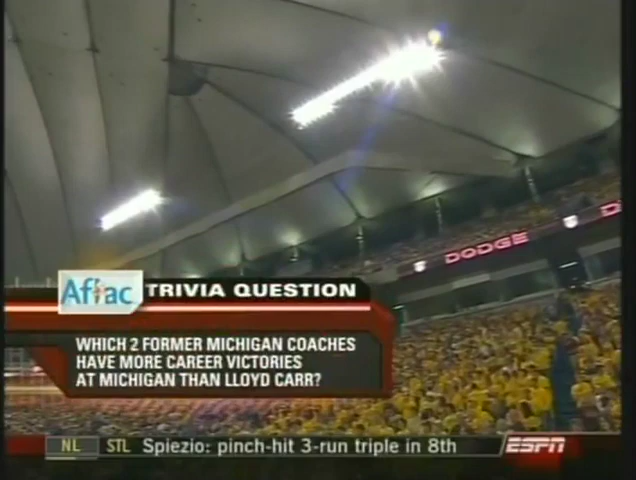 DODGE
Aflac TRIVIA QUESTION
WHICH 2 FORMER MICHIGAN COACHES
HAVE MORE CAREER VICTORIES
AT MICHIGAN THAN LLOYD CARR?
NL STL Spiezio: pinch-hit 3-run triple in 8th ESPN